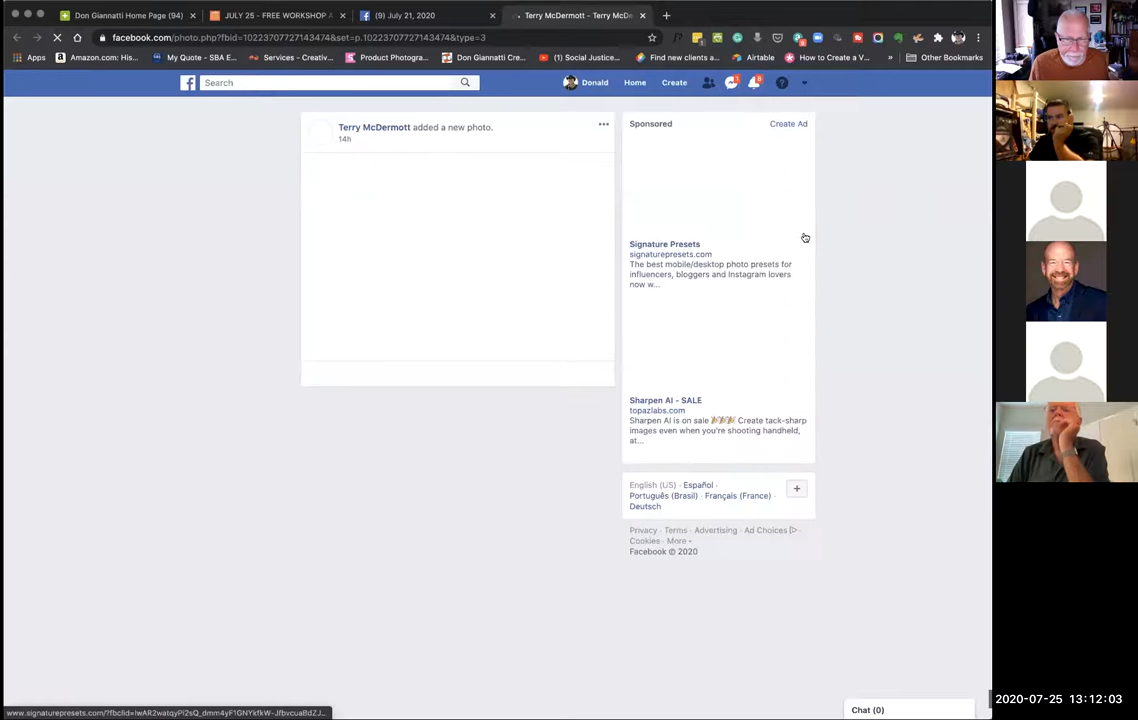 Don Giannatti Home Page (94)
JULY 25 - FREE WORKSHOP A
(9) July 21, 2020
Terry McDermott – Terry McDe
facebook.com/photo.php?fbid=10223707727143474&set=p.10223707727143474&type=3
Apps
Amazon.com: His...
My Quote - SBA E...
Services - Creativ...
Product Photogra...
Don Giannatti Cre...
(1) Social Justice...
Find new clients a...
Airtable
How to Create a V...
»
Other Bookmarks
Search
Donald
Home
Create
1
8
Terry McDermott added a new photo.
14h
Sponsored
Create Ad
Signature Presets
signaturepresets.com
The best mobile/desktop photo presets for
influencers, bloggers and Instagram lovers
now w...
Sharpen AI - SALE
topazlabs.com
Sharpen AI is on sale Create tack-sharp
images even when you're shooting handheld,
at...
English (US) · Español ·
Português (Brasil) · Français (France) ·
Deutsch
Privacy · Terms · Advertising · Ad Choices ·
Cookies · More
Facebook © 2020
Chat (0)
2020-07-25 13:12:03